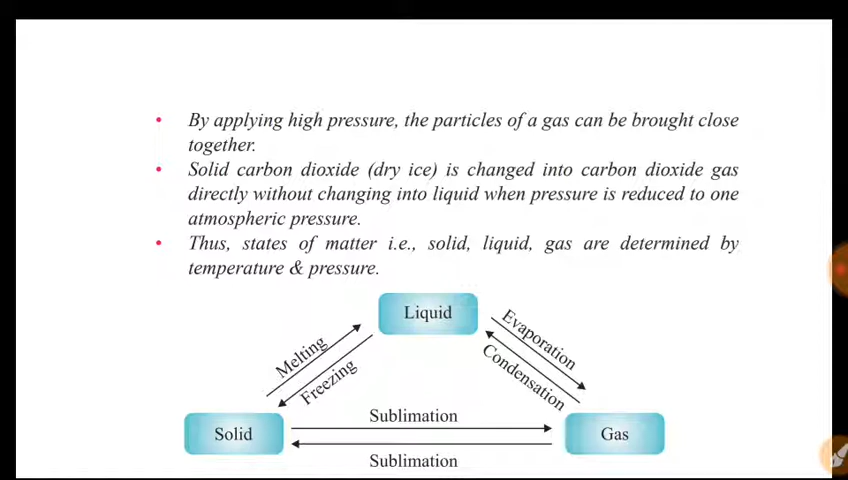 • By applying high pressure, the particles of a gas can be brought close
together.
• Solid carbon dioxide (dry ice) is changed into carbon dioxide gas
directly without changing into liquid when pressure is reduced to one
atmospheric pressure.
• Thus, states of matter i.e., solid, liquid, gas are determined by
temperature & pressure.
Liquid
Melting
Freezing
Evaporation
Condensation
Solid
Sublimation
Gas
Sublimation